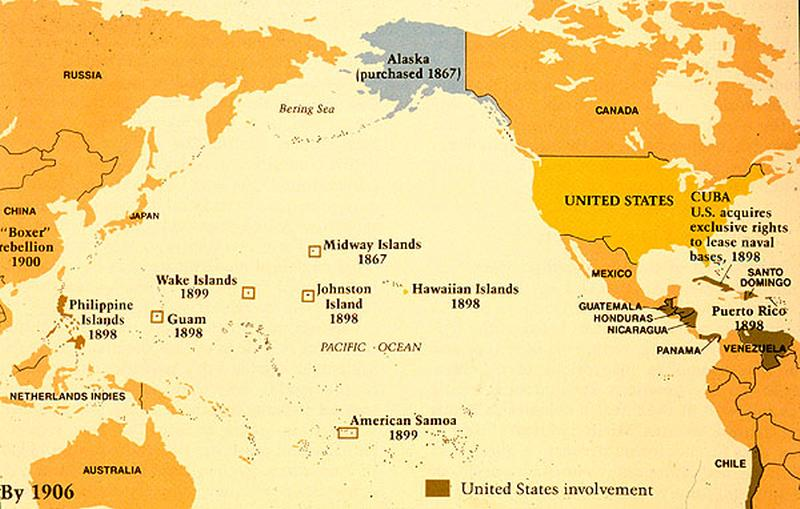 RUSSIA
Alaska
(purchased 1867)
Bering Sea
CANADA
UNITED STATES
CUBA
U.S. acquires
exclusive rights
to lease naval
bases, 1898
CHINA
"Boxer"
rebellion
1900
JAPAN
Midway Islands
1867
Wake Islands
1899
Johnston
Island
1898
Hawaiian Islands
1898
MEXICO
SANTO
DOMINGO
Philippine
Islands
1898
Guam
1898
GUATEMALA
HONDURAS
NICARAGUA
Puerto Rico
1898
PACIFIC OCEAN
PANAMA
VENEZUELA
NETHERLANDS INDIES
American Samoa
1899
AUSTRALIA
CHILE
By 1906
United States involvement